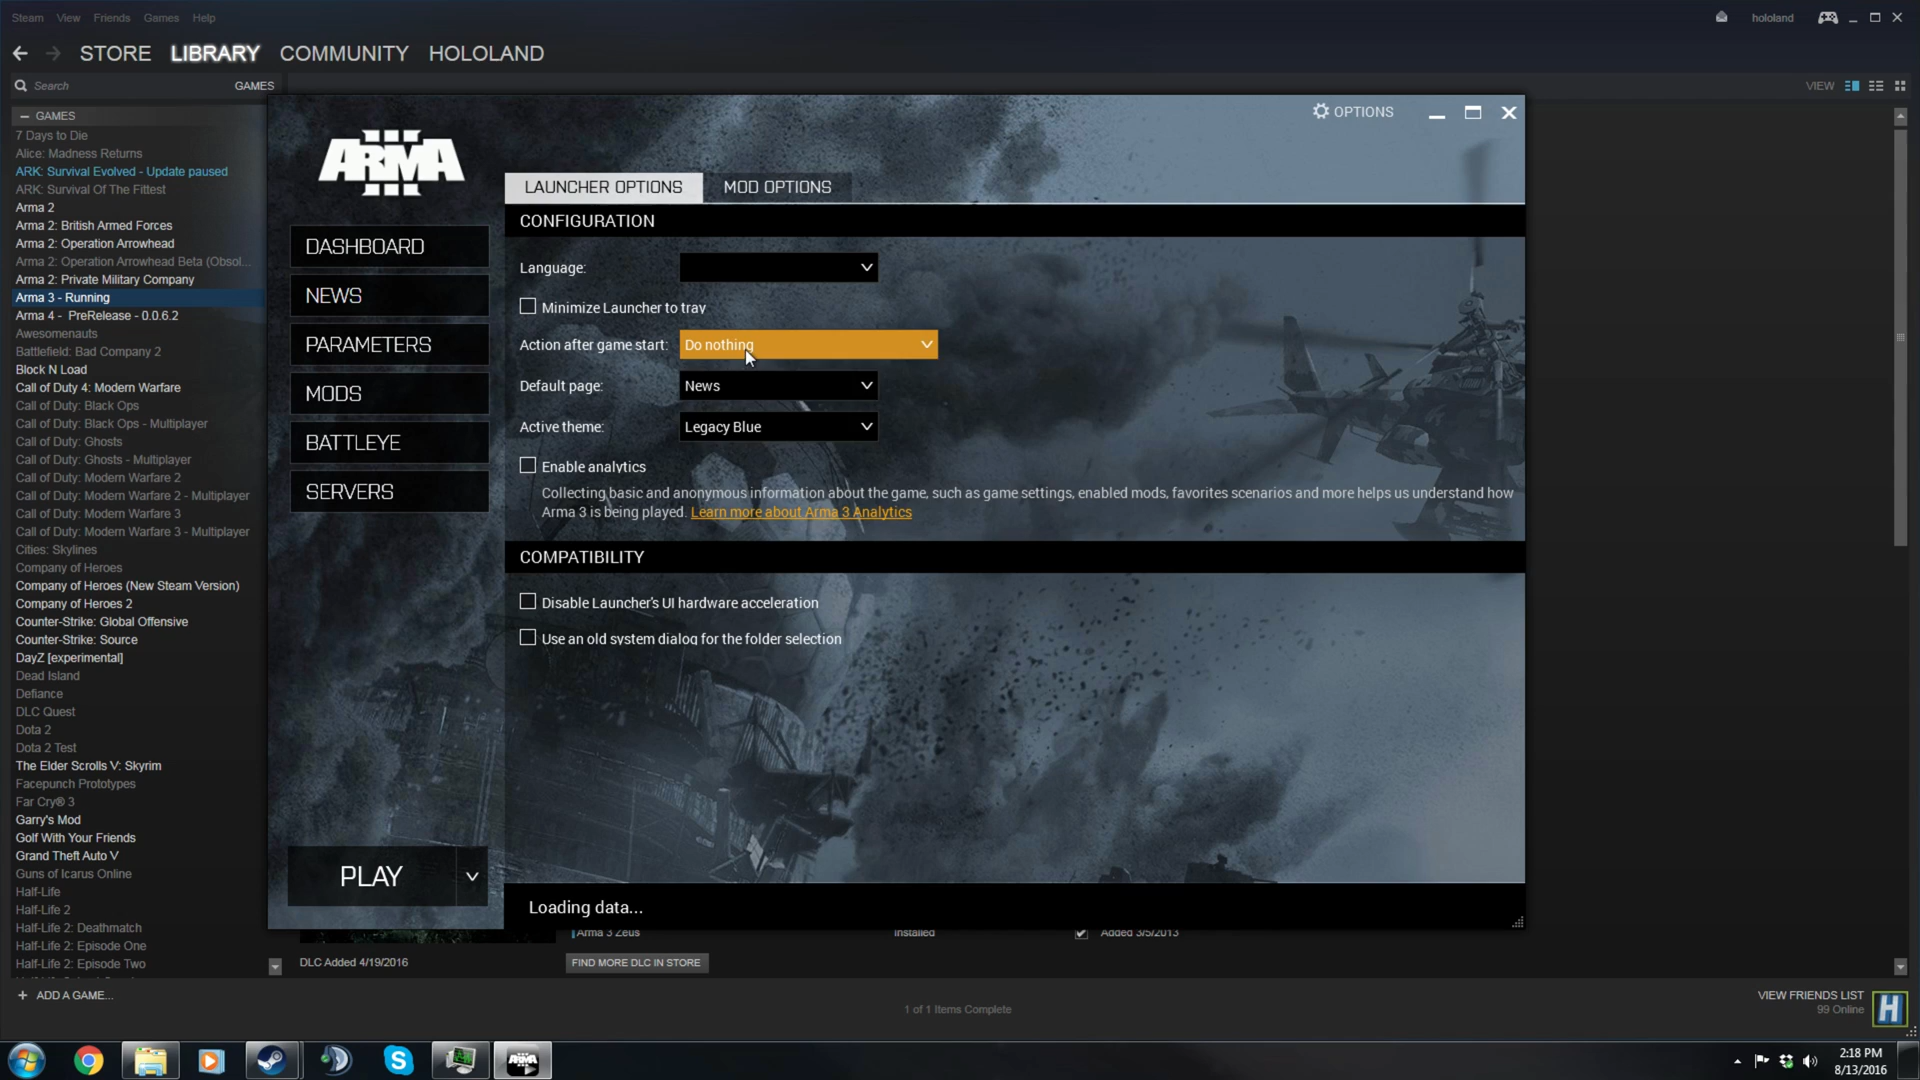 Steam View Friends Games Help
hololand
STORE LIBRARY COMMUNITY HOLOLAND
Search
GAMES
VIEW
GAMES
7 Days to Die
Alice: Madness Returns
ARK: Survival Evolved - Update paused
ARK: Survival Of The Fittest
Arma 2
Arma 2: British Armed Forces
Arma 2: Operation Arrowhead
Arma 2: Operation Arrowhead Beta (Obsol...
Arma 2: Private Military Company
Arma 3 - Running
Arma 4 - PreRelease - 0.0.6.2
Awesomenauts
Battlefield: Bad Company 2
Block N Load
Call of Duty 4: Modern Warfare
Call of Duty: Black Ops
Call of Duty: Black Ops - Multiplayer
Call of Duty: Ghosts
Call of Duty: Ghosts - Multiplayer
Call of Duty: Modern Warfare 2
Call of Duty: Modern Warfare 2 - Multiplayer
Call of Duty: Modern Warfare 3
Call of Duty: Modern Warfare 3 - Multiplayer
Cities: Skylines
Company of Heroes
Company of Heroes (New Steam Version)
Company of Heroes 2
Counter-Strike: Global Offensive
Counter-Strike: Source
DayZ [experimental]
Dead Island
Defiance
DLC Quest
Dota 2
Dota 2 Test
The Elder Scrolls V: Skyrim
Facepunch Prototypes
Far Cry® 3
Garry's Mod
Golf With Your Friends
Grand Theft Auto V
Guns of Icarus Online
Half-Life
Half-Life 2
Half-Life 2: Deathmatch
Half-Life 2: Episode One
Half-Life 2: Episode Two
ARMA III
OPTIONS
DASHBOARD
NEWS
PARAMETERS
MODS
BATTLEYE
SERVERS
PLAY
LAUNCHER OPTIONS MOD OPTIONS
CONFIGURATION
Language:
Minimize Launcher to tray
Action after game start: Do nothing
Default page: News
Active theme: Legacy Blue
Enable analytics
Collecting basic and anonymous information about the game, such as game settings, enabled mods, favorites scenarios and more helps us understand how
Arma 3 is being played. Learn more about Arma 3 Analytics
COMPATIBILITY
Disable Launcher's UI hardware acceleration
Use an old system dialog for the folder selection
Loading data...
Arma 3 Zeus Installed Added 3/5/2013
DLC Added 4/19/2016
FIND MORE DLC IN STORE
ADD A GAME...
1 of 1 Items Complete
VIEW FRIENDS LIST
99 Online
H
2:18 PM
8/13/2016